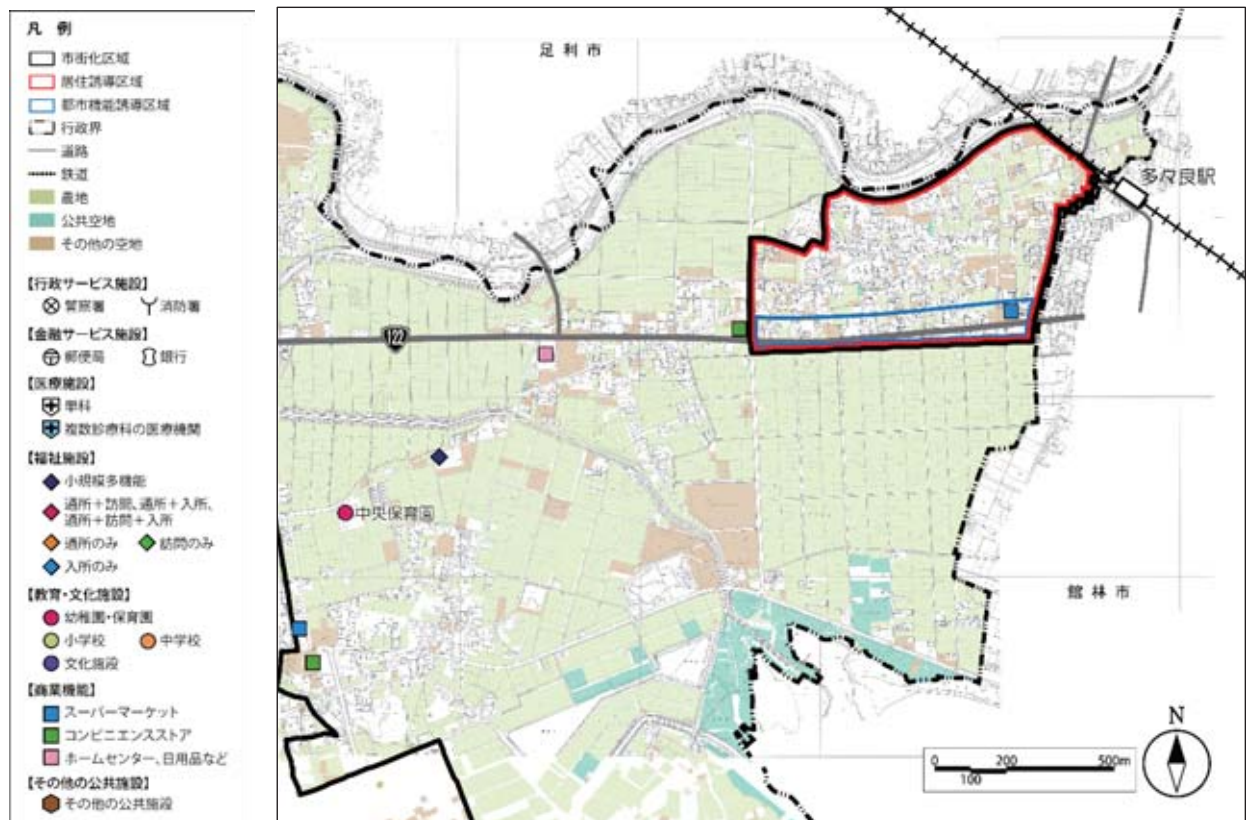 凡 例
市街化区域
居住誘導区域
都市機能誘導区域
行政界
道路
鉄道
農地
公共空地
その他の空地
【行政サービス施設】
警察署 消防署
【金融サービス施設】
郵便局 銀行
【医療施設】
単科
複数診療科の医療機関
【福祉施設】
小規模多機能
通所+訪問、通所+入所、
通所+訪問+入所
通所のみ 訪問のみ
入所のみ
【教育・文化施設】
幼稚園・保育園
小学校 中学校
文化施設
【商業機能】
スーパーマーケット
コンビニエンスストア
ホームセンター、日用品など
【その他の公共施設】
その他の公共施設
足利市
多々良駅
122
中央保育園
館林市
N
0 200 500m
100